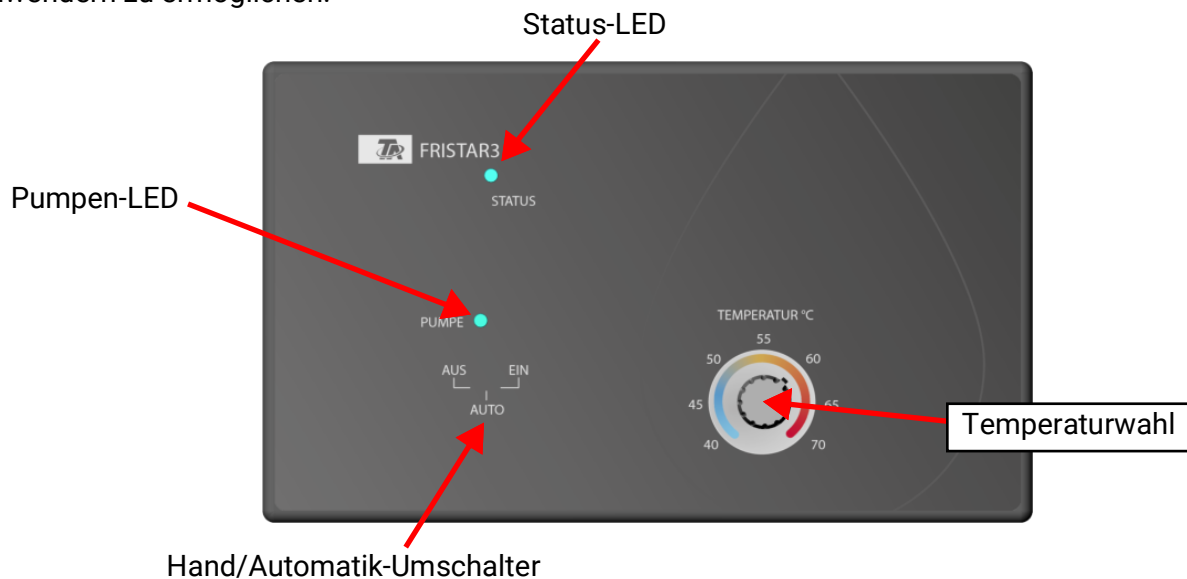 Status-LED
TA FRISTAR3
Pumpen-LED
STATUS
TEMPERATUR °C
PUMPE
55
50 60
AUS EIN
45 65
AUTO
Temperaturwahl
40 70
Hand/Automatik-Umschalter